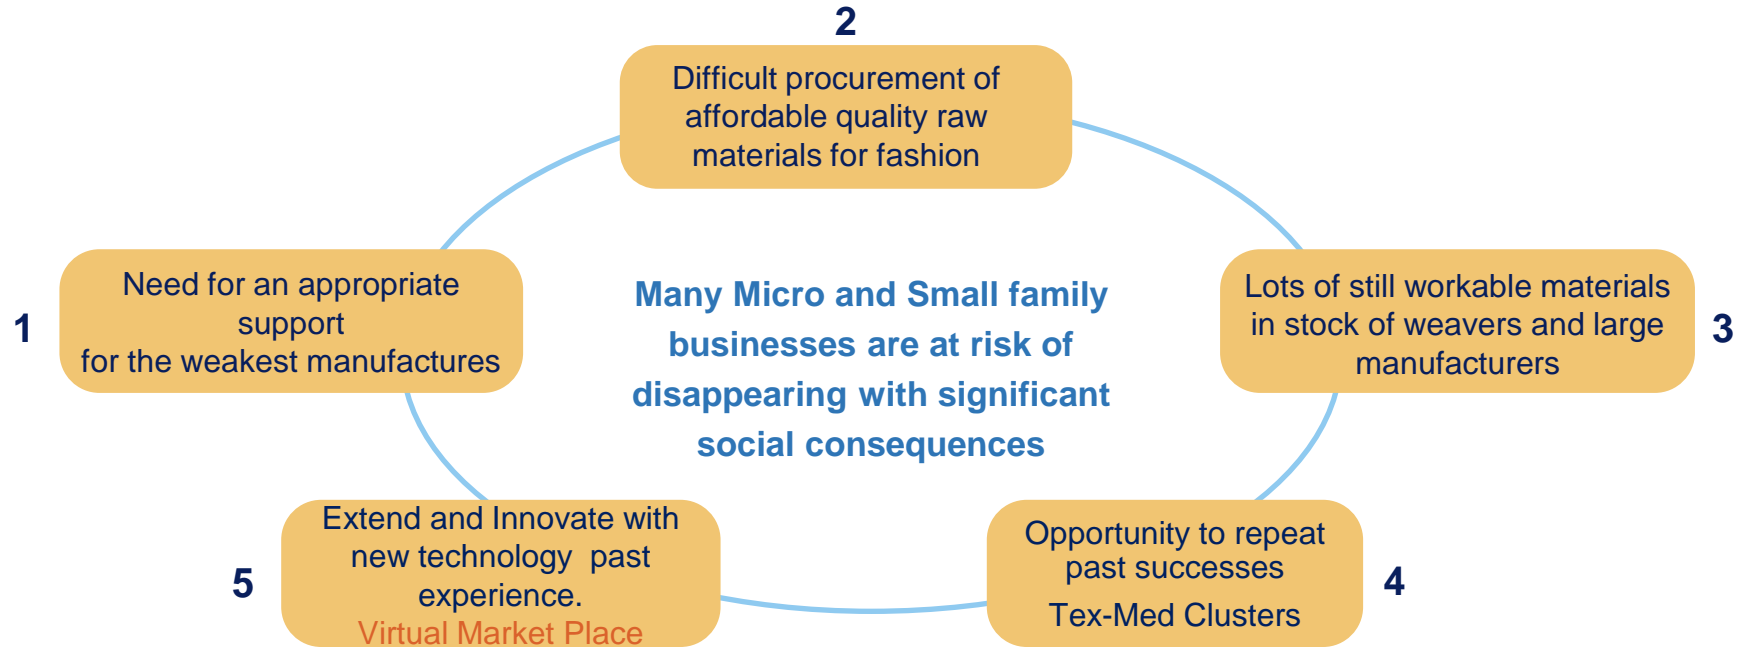 1
Need for an appropriate
support
for the weakest manufactures
2
Difficult procurement of
affordable quality raw
materials for fashion
3
Lots of still workable materials
in stock of weavers and large
manufacturers
4
Opportunity to repeat
past successes
Tex-Med Clusters
5
Extend and Innovate with
new technology past
experience.
Virtual Market Place
Many Micro and Small family
businesses are at risk of
disappearing with significant
social consequences